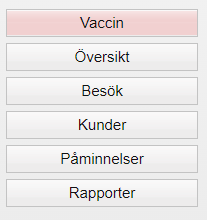 Vaccin
Översikt
Besök
Kunder
Påminnelser
Rapporter